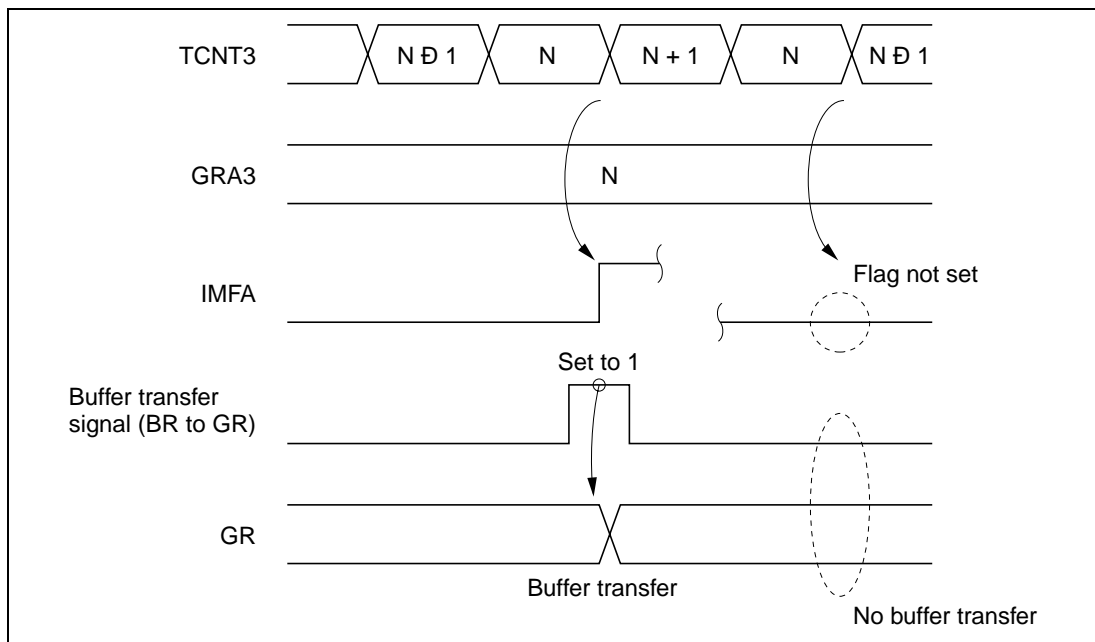 TCNT3
N Ð 1
N
N + 1
N
N Ð 1
GRA3
N
IMFA
Flag not set
Set to 1
Buffer transfer
signal (BR to GR)
GR
Buffer transfer
No buffer transfer